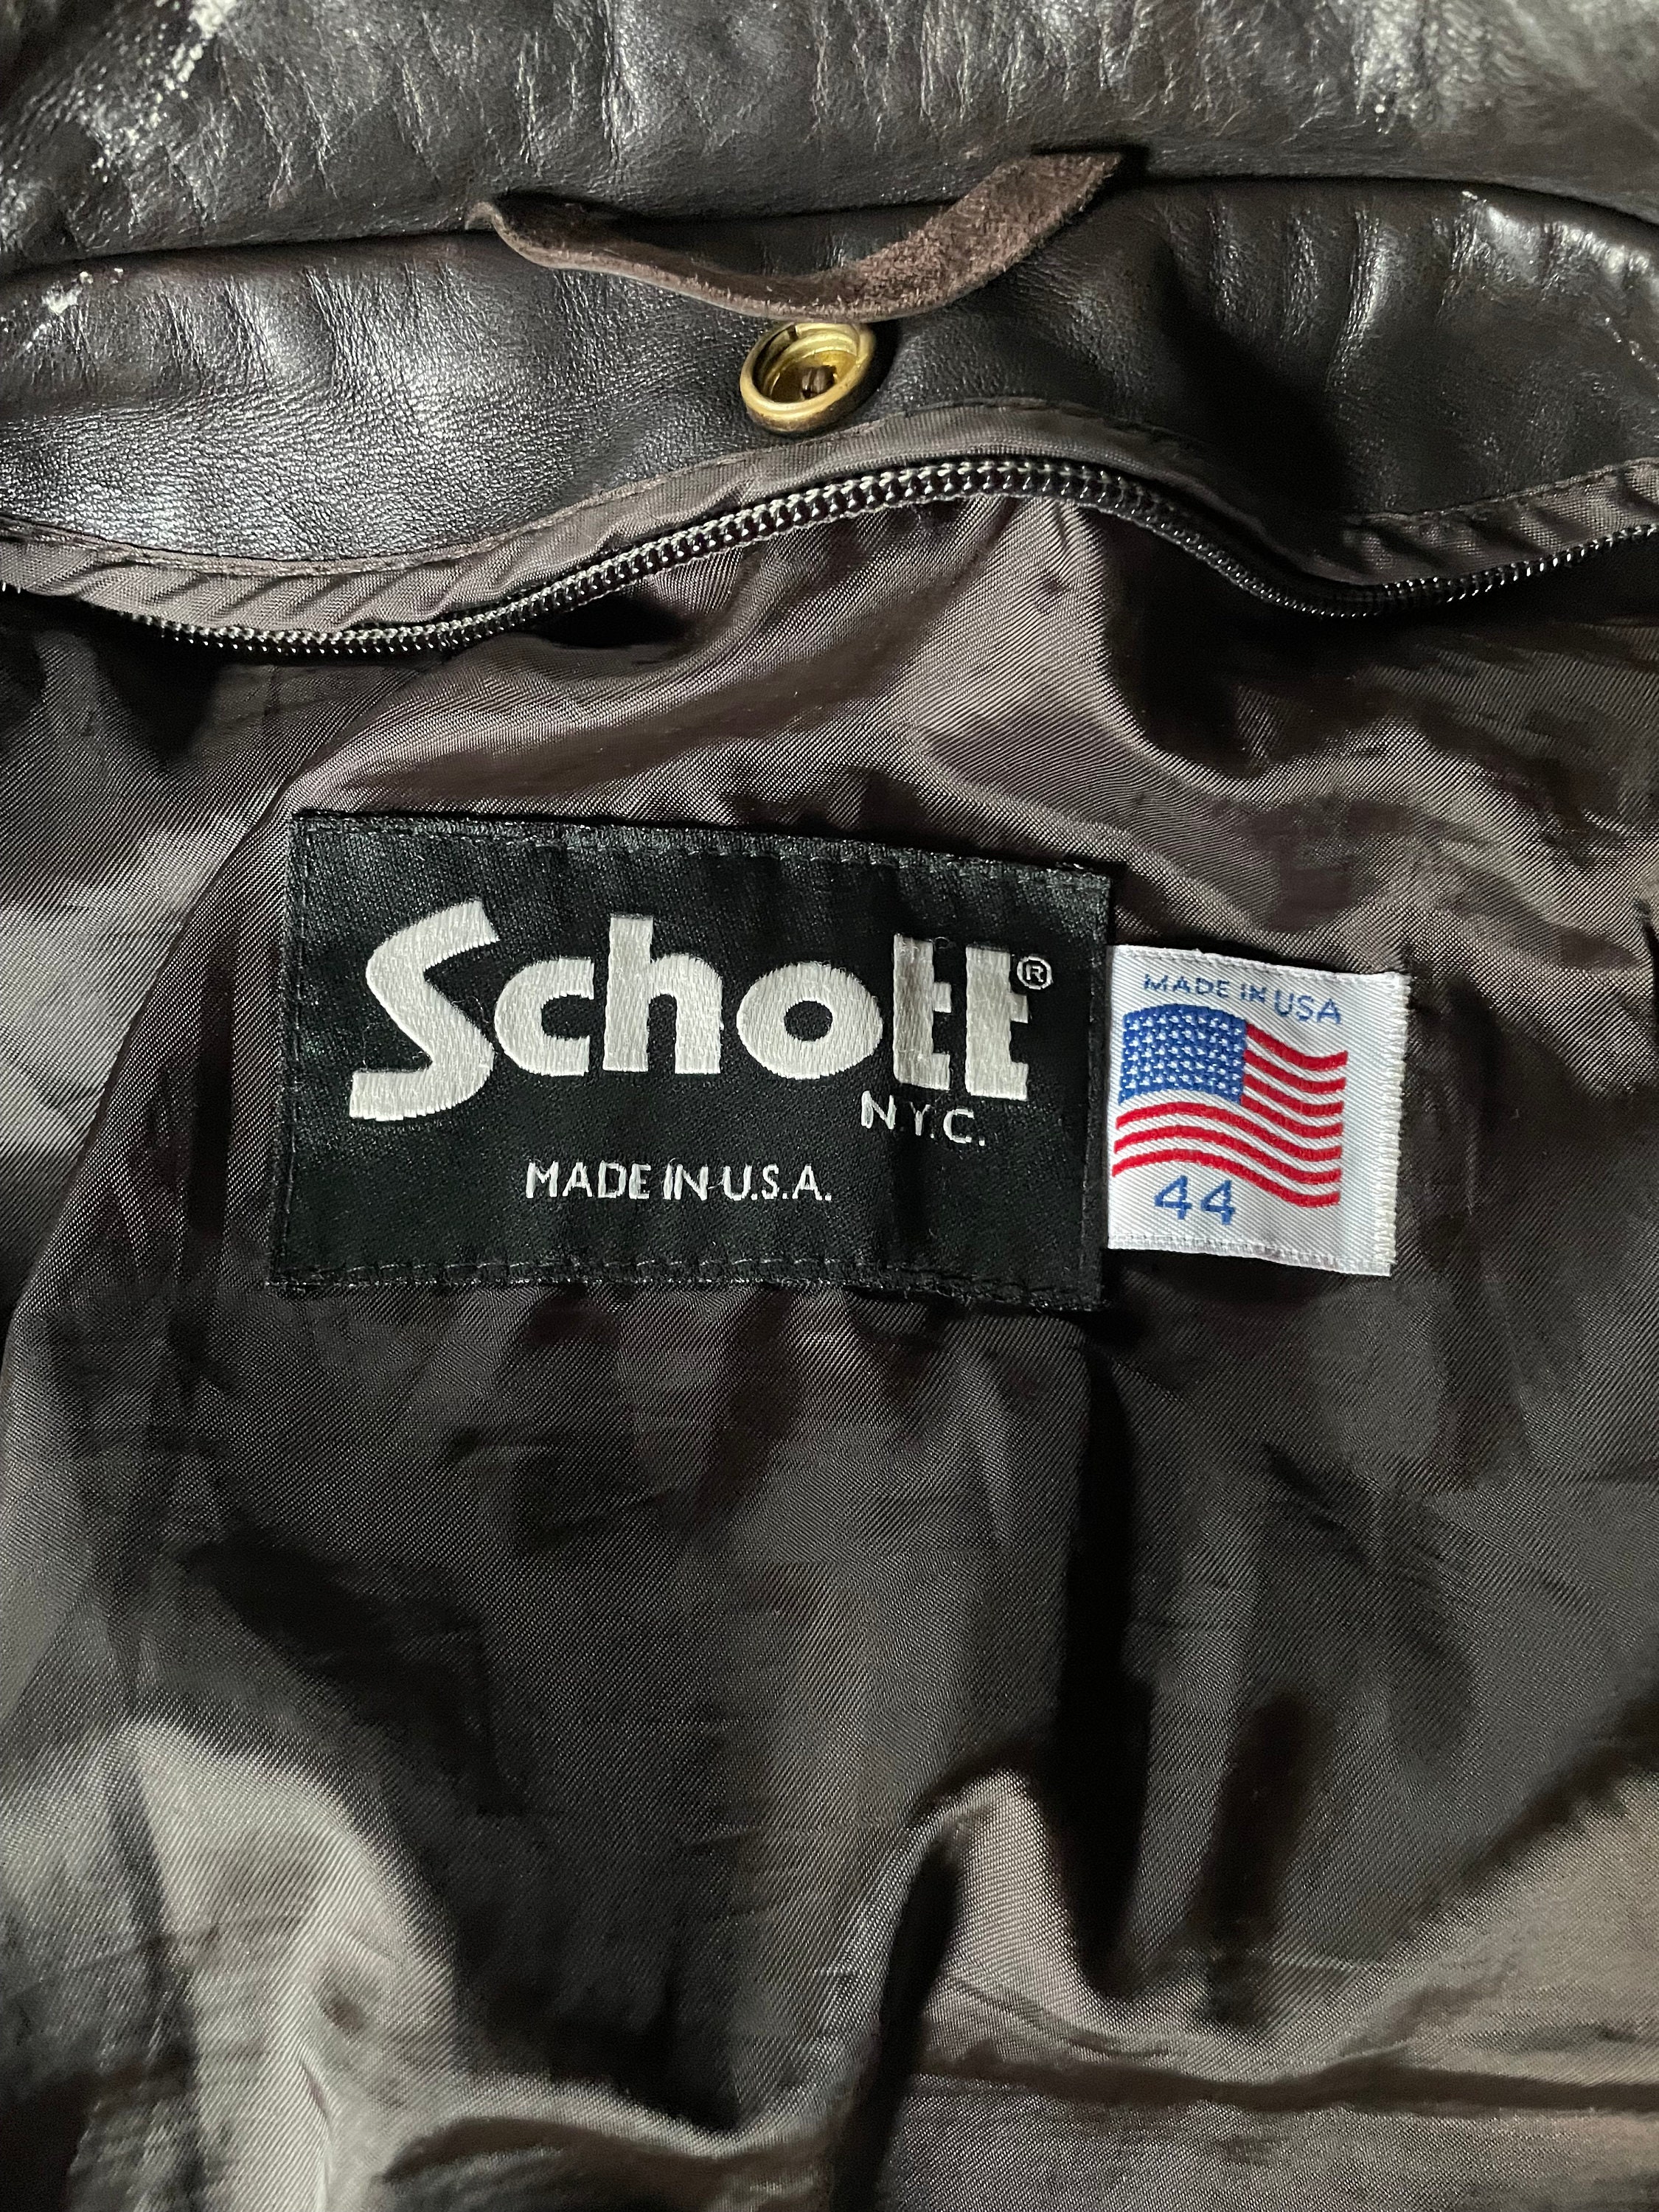 Schott®
N.Y.C.
MADE IN U.S.A.
MADE IN USA
44